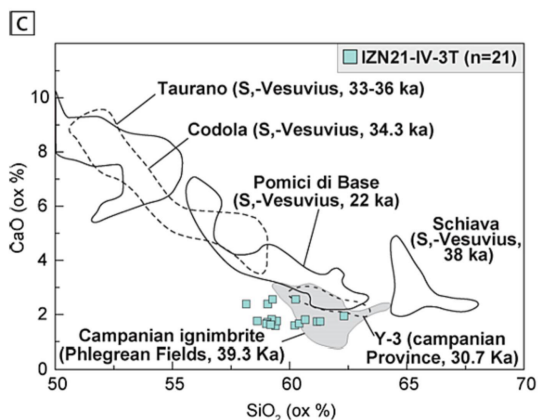 C
IZN21-IV-3T (n=21)
Taurano (S,-Vesuvius, 33-36 ka)
Codola (S,-Vesuvius, 34.3 ka)
Pomici di Base
(S,-Vesuvius, 22 ka)
Schiava
(S,-Vesuvius,
38 ka)
Campanian ignimbrite
(Phlegrean Fields, 39.3 Ka)
Y-3 (campanian
Province, 30.7 Ka)
CaO (ox %)
10
8
6
4
2
0
50
55
60
65
70
SiO2 (ox %)